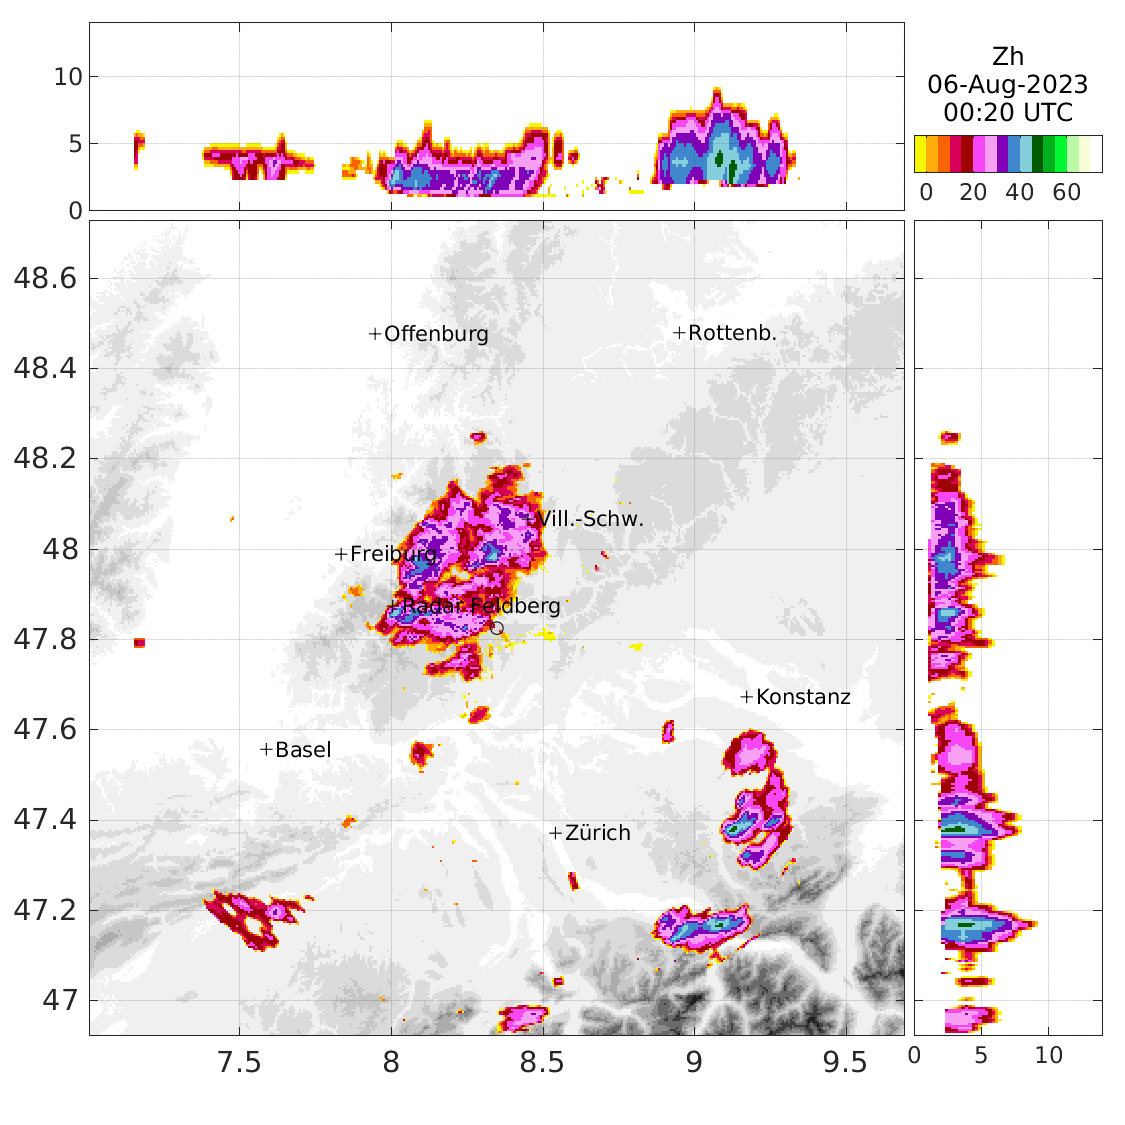 10
5
0
Zh
06-Aug-2023
00:20 UTC
0 20 40 60
48.6
48.4
48.2
48
47.8
47.6
47.4
47.2
47
+Offenburg
+Rottenb.
+Vill.-Schw.
+Freiburg
+Radar Feldberg
+Konstanz
+Basel
+Zürich
7.5 8 8.5 9 9.5
0 5 10